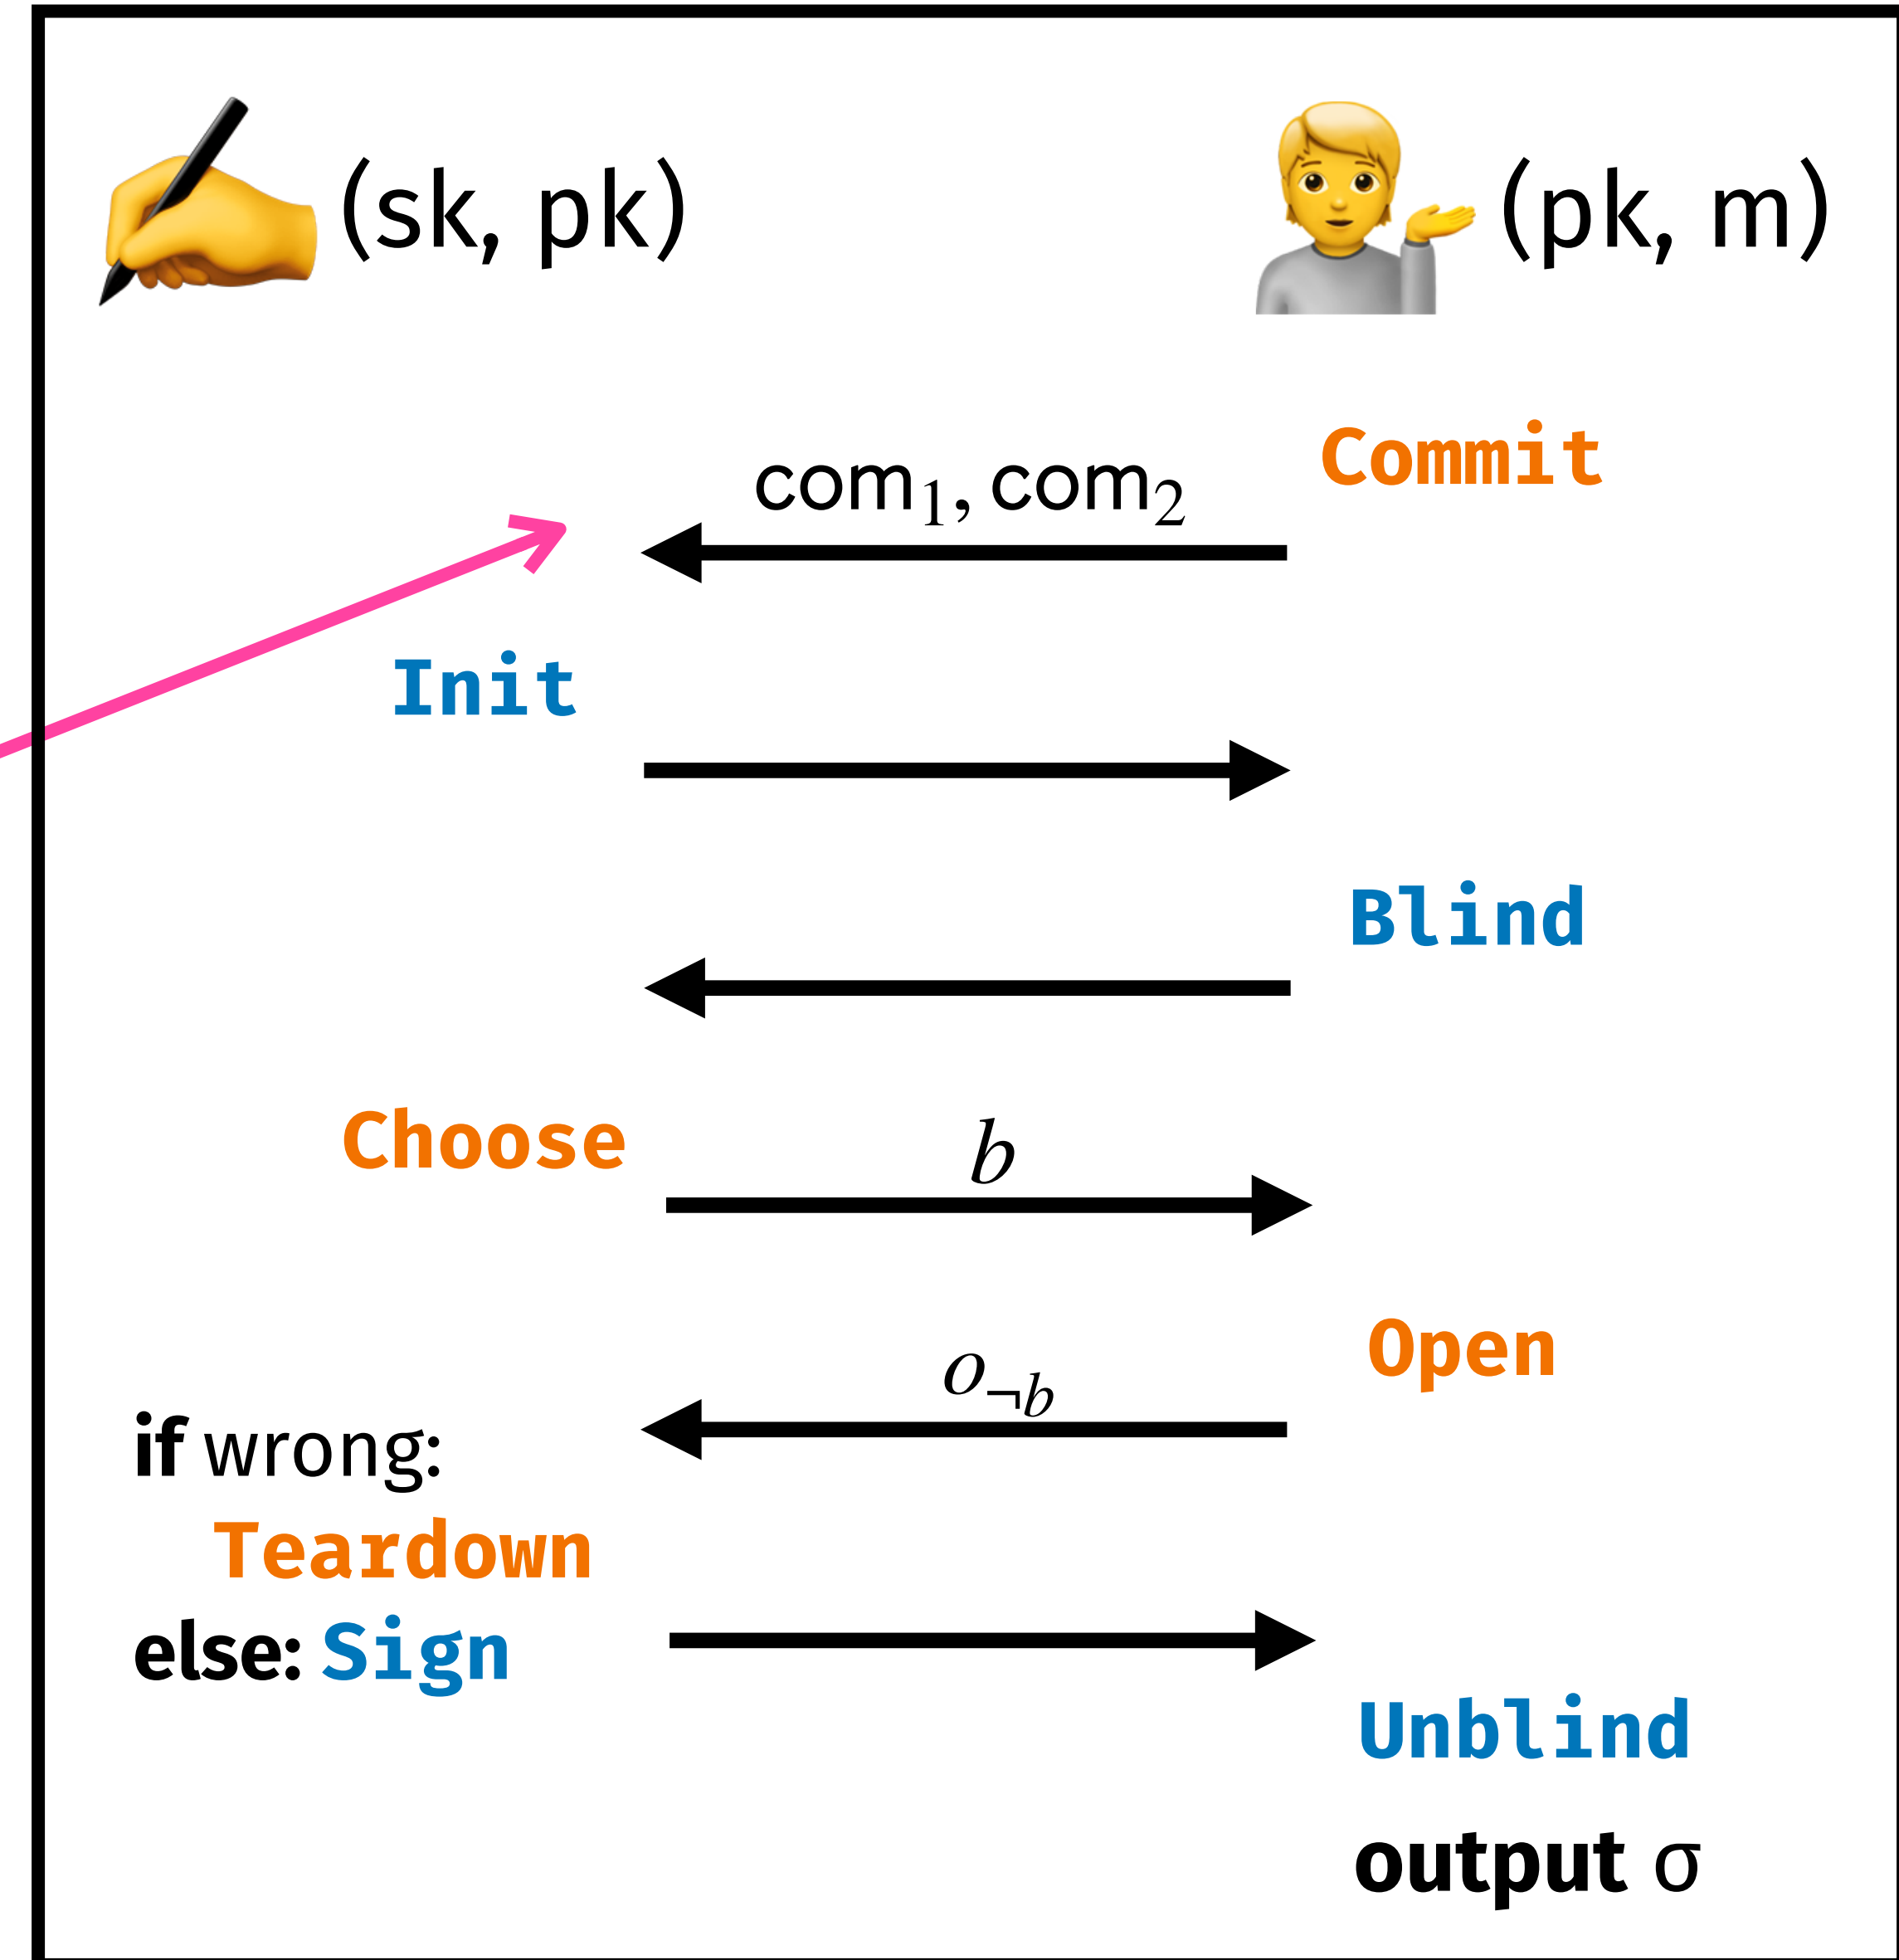 (sk, pk)
(pk, m)
Commit
com₁, com₂
Init
Blind
Choose
b
Open
o¬b
if wrong:
Teardown
else: Sign
Unblind
output σ